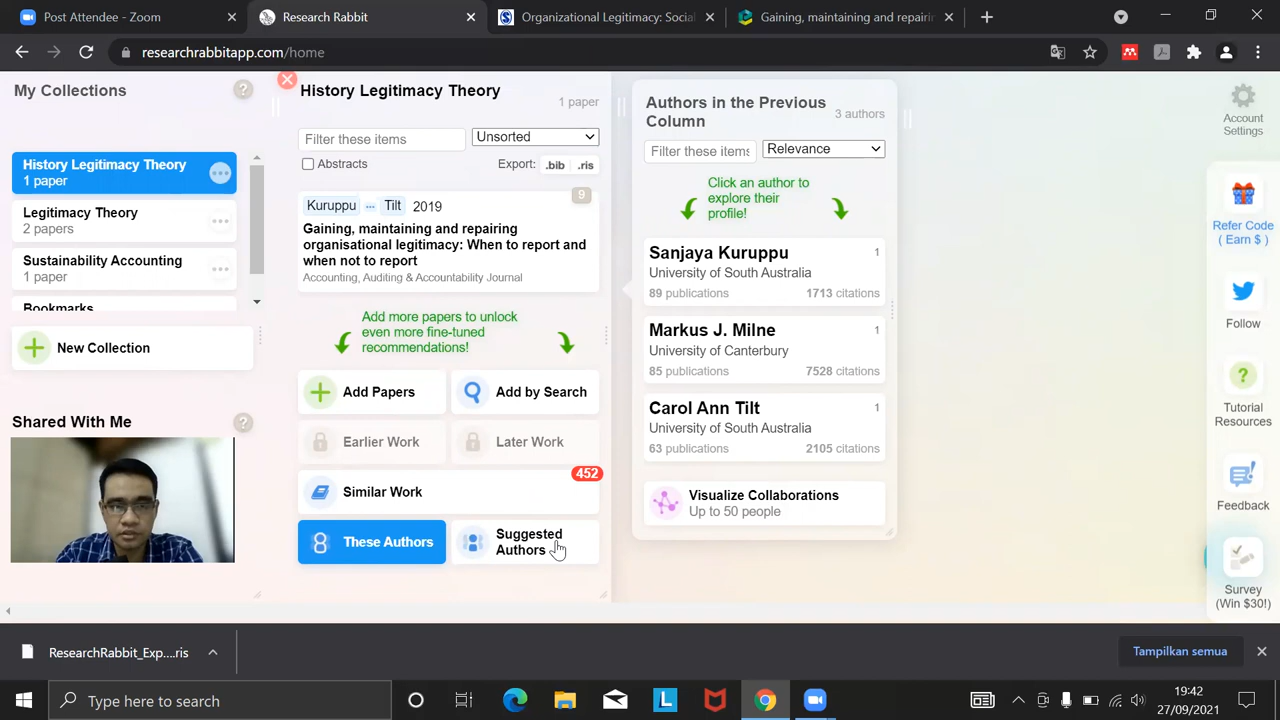 Post Attendee - Zoom
Research Rabbit
Organizational Legitimacy: Social
Gaining, maintaining and repairin
researchrabbitapp.com/home
My Collections
?
History Legitimacy Theory
1 paper
Legitimacy Theory
2 papers
Sustainability Accounting
1 paper
Bookmarks
New Collection
Shared With Me
?
History Legitimacy Theory
1 paper
Filter these items
Unsorted
Abstracts
Export: .bib .ris
9
Kuruppu ... Tilt 2019
Gaining, maintaining and repairing
organisational legitimacy: When to report and
when not to report
Accounting, Auditing & Accountability Journal
Add more papers to unlock
even more fine-tuned
recommendations!
Add Papers
Add by Search
Earlier Work
Later Work
452
Similar Work
These Authors
Suggested
Authors
Authors in the Previous
Column
3 authors
Filter these items
Relevance
Click an author to
explore their
profile!
Sanjaya Kuruppu 1
University of South Australia
89 publications 1713 citations
Markus J. Milne 1
University of Canterbury
85 publications 7528 citations
Carol Ann Tilt 1
University of South Australia
63 publications 2105 citations
Visualize Collaborations
Up to 50 people
Account
Settings
Refer Code
( Earn $ )
Follow
?
Tutorial
Resources
Feedback
Survey
(Win $30!)
ResearchRabbit_Exp....ris
Tampilkan semua
Type here to search
L
19:42
27/09/2021